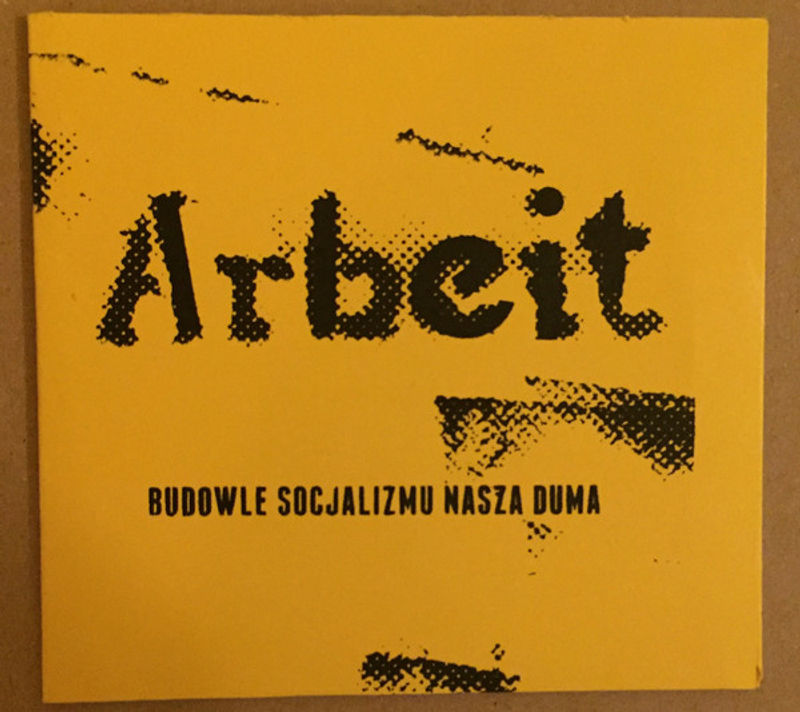 Arbeit
BUDOWLE SOCJALIZMU NASZA DUMA